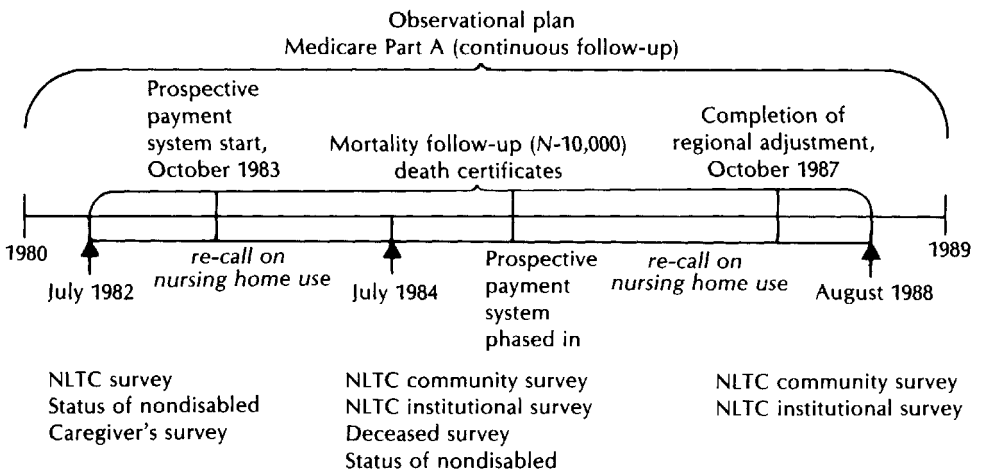 Observational plan
Medicare Part A (continuous follow-up)
Prospective
payment
system start,
October 1983
Mortality follow-up (N-10,000)
death certificates
Completion of
regional adjustment,
October 1987
1980
1989
re-call on
nursing home use
Prospective
payment
system
phased in
re-call on
nursing home use
July 1982
July 1984
August 1988
NLTC survey
Status of nondisabled
Caregiver's survey
NLTC community survey
NLTC institutional survey
Deceased survey
Status of nondisabled
NLTC community survey
NLTC institutional survey